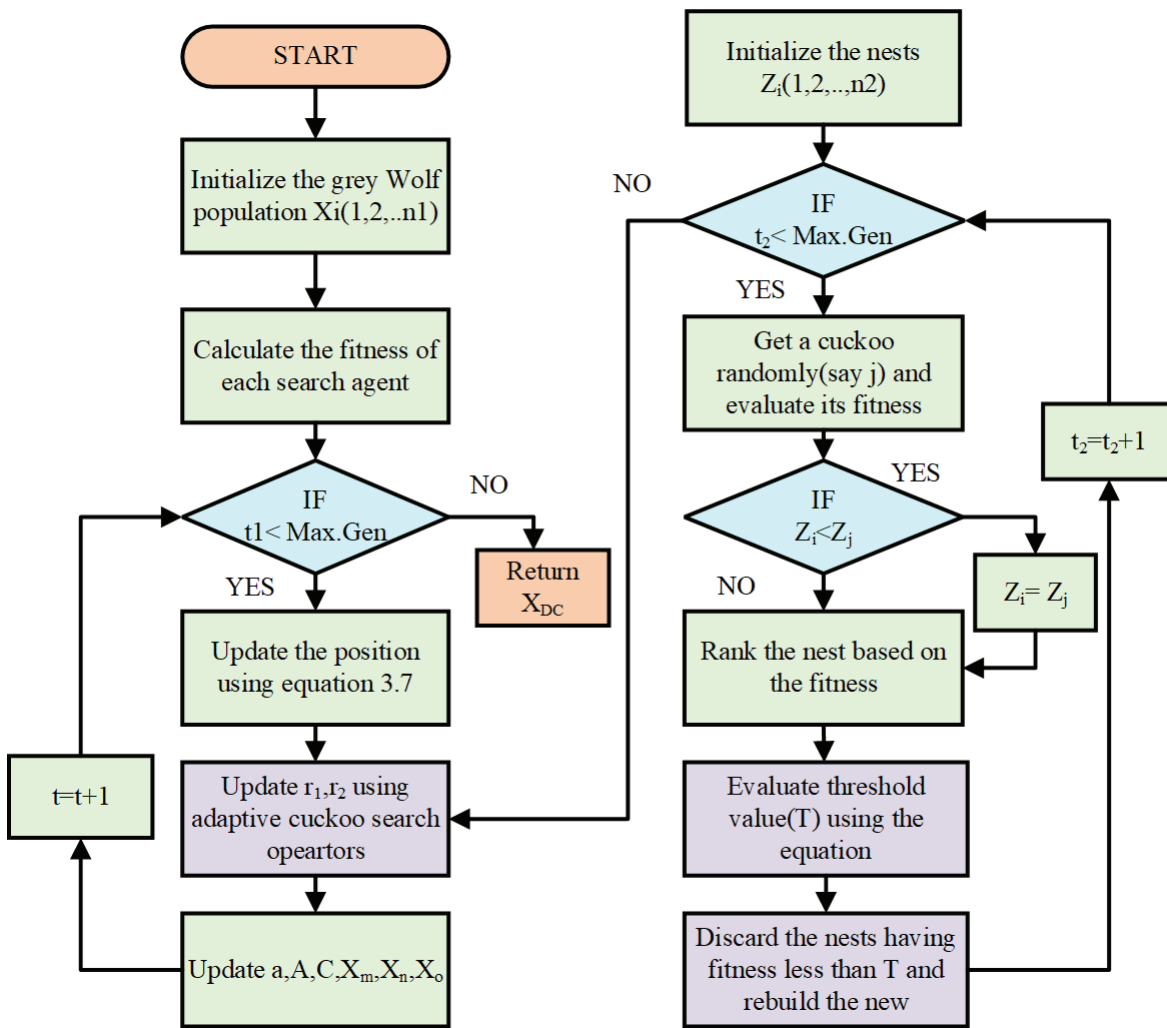 START
Initialize the grey Wolf
population Xi(1,2,..n1)
Calculate the fitness of
each search agent
IF
t1< Max.Gen
NO
Return
X_DC
YES
Update the position
using equation 3.7
Update r₁,r₂ using
adaptive cuckoo search
opeartors
Update a,A,C,Xₘ,Xₙ,Xₒ
t=t+1
Initialize the nests
Zᵢ(1,2,..,n2)
NO
IF
t₂< Max.Gen
YES
Get a cuckoo
randomly(say j) and
evaluate its fitness
t₂=t₂+1
YES
IF
Zᵢ<Zⱼ
NO
Zᵢ= Zⱼ
Rank the nest based on
the fitness
Evaluate threshold
value(T) using the
equation
Discard the nests having
fitness less than T and
rebuild the new